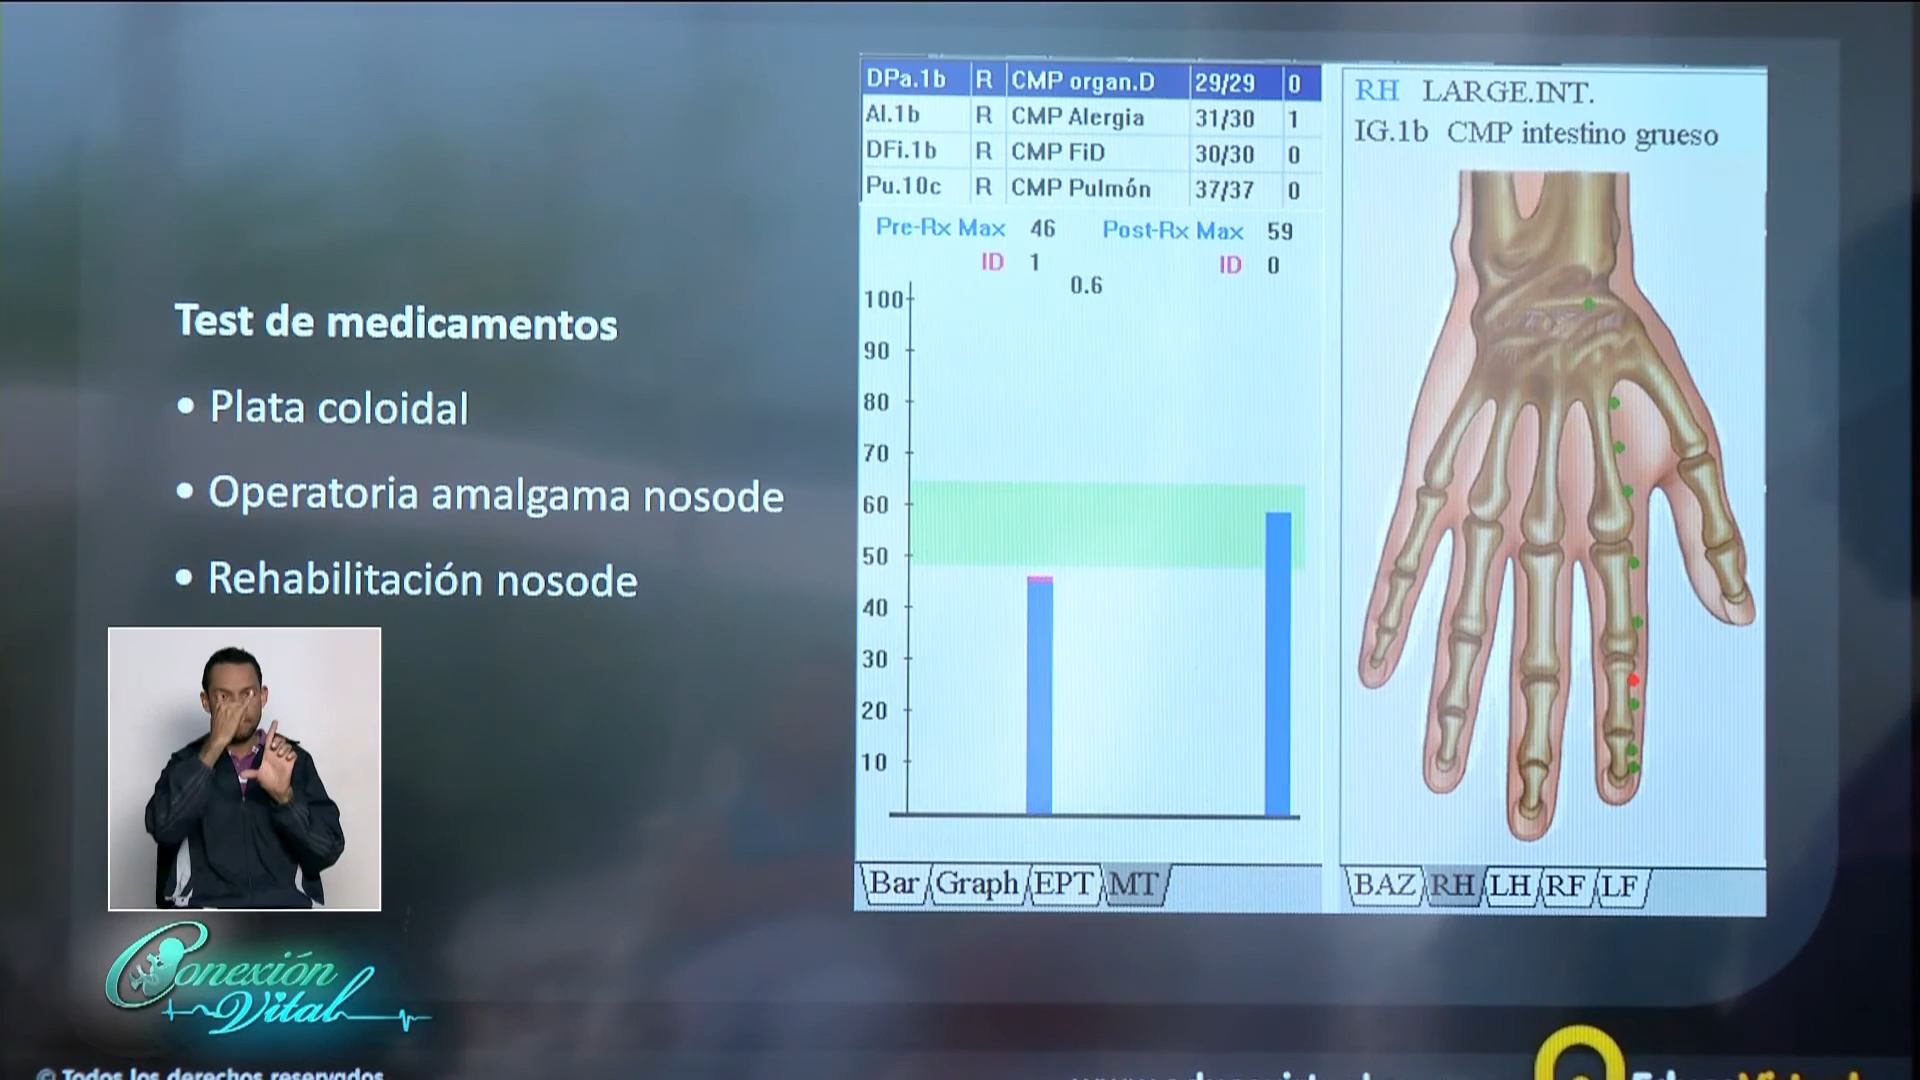 Test de medicamentos
• Plata coloidal
• Operatoria amalgama nosode
• Rehabilitación nosode
DPa.1b R CMP organ.D 29/29 0
Al.1b R CMP Alergia 31/30 1
DFi.1b R CMP FiD 30/30 0
Pu.10c R CMP Pulmón 37/37 0
Pre-Rx Max 46 Post-Rx Max 59
ID 1 ID 0
0.6
100
90
80
70
60
50
40
30
20
10
Bar Graph EPT MT
RH LARGE.INT.
IG.1b CMP intestino grueso
BAZ RH LH RF LF
Conexión
Vital
© Todos los derechos reservados